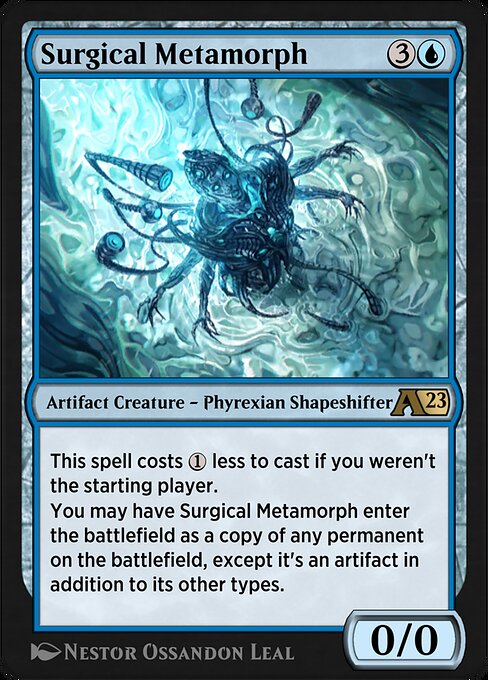 Surgical Metamorph 3
Artifact Creature – Phyrexian Shapeshifter A23
This spell costs 1 less to cast if you weren't
the starting player.
You may have Surgical Metamorph enter
the battlefield as a copy of any permanent
on the battlefield, except it's an artifact in
addition to its other types.
0/0
Nestor Ossandon Leal